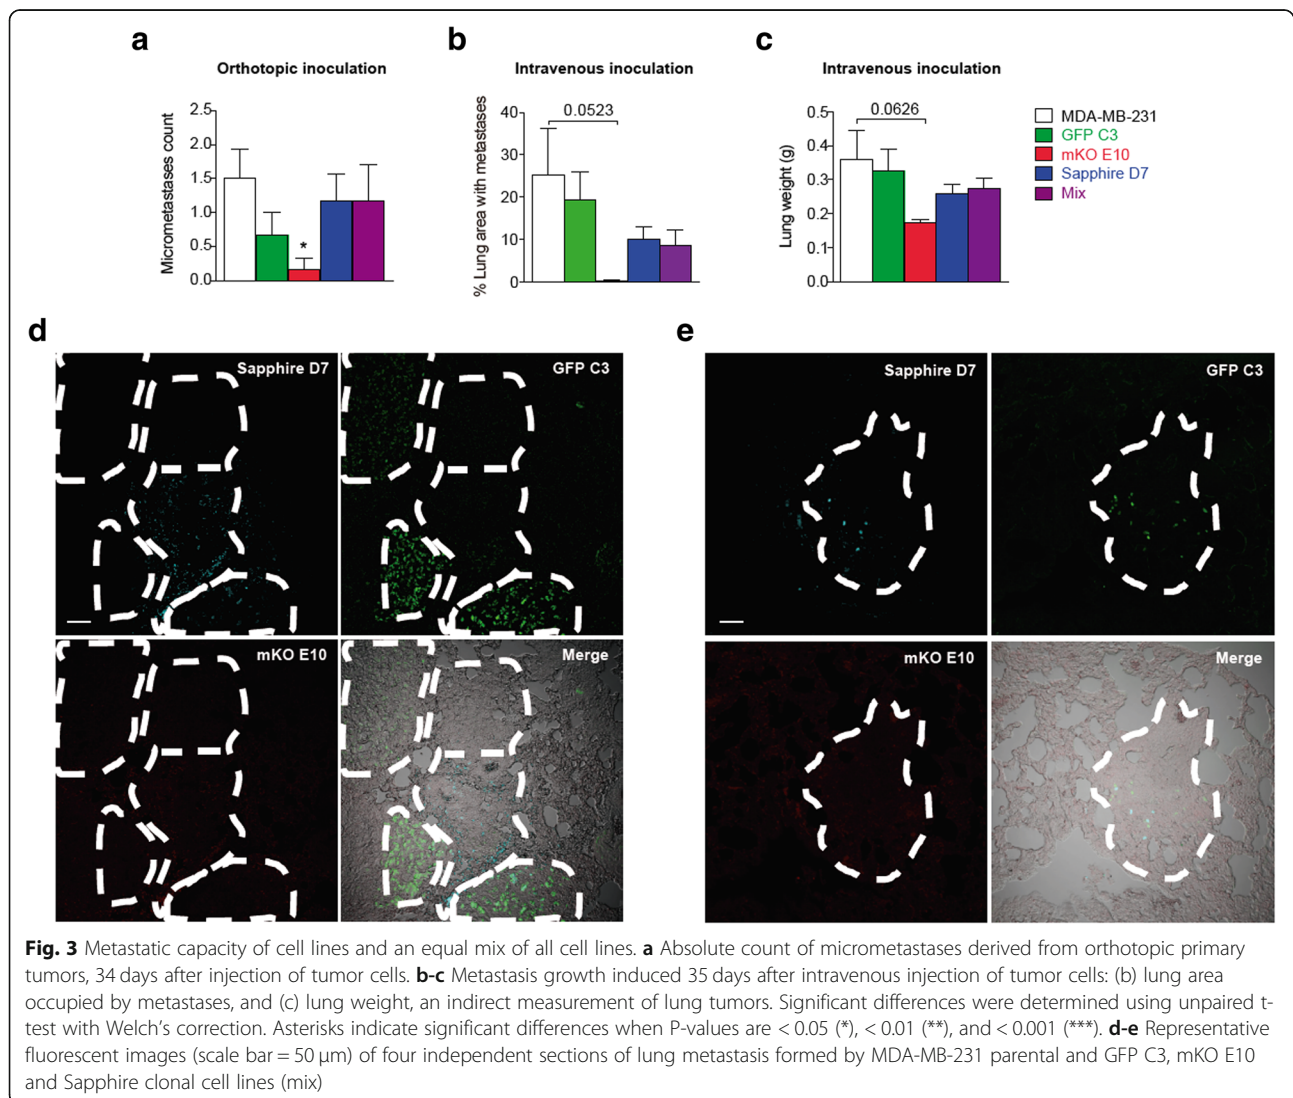 a
Orthotopic inoculation
Micrometastases count
2.5
2.0
1.5
1.0
0.5
0.0
*
b
Intravenous inoculation
% Lung area with metastases
40
30
20
10
0
0.0523
c
Intravenous inoculation
Lung weight (g)
0.5
0.4
0.3
0.2
0.1
0.0
0.0626
MDA-MB-231
GFP C3
mKO E10
Sapphire D7
Mix
d
Sapphire D7
GFP C3
mKO E10
Merge
e
Sapphire D7
GFP C3
mKO E10
Merge
Fig. 3 Metastatic capacity of cell lines and an equal mix of all cell lines. a Absolute count of micrometastases derived from orthotopic primary
tumors, 34 days after injection of tumor cells. b-c Metastasis growth induced 35 days after intravenous injection of tumor cells: (b) lung area
occupied by metastases, and (c) lung weight, an indirect measurement of lung tumors. Significant differences were determined using unpaired t-
test with Welch's correction. Asterisks indicate significant differences when P-values are < 0.05 (*), < 0.01 (**), and < 0.001 (***). d-e Representative
fluorescent images (scale bar = 50 μm) of four independent sections of lung metastasis formed by MDA-MB-231 parental and GFP C3, mKO E10
and Sapphire clonal cell lines (mix)